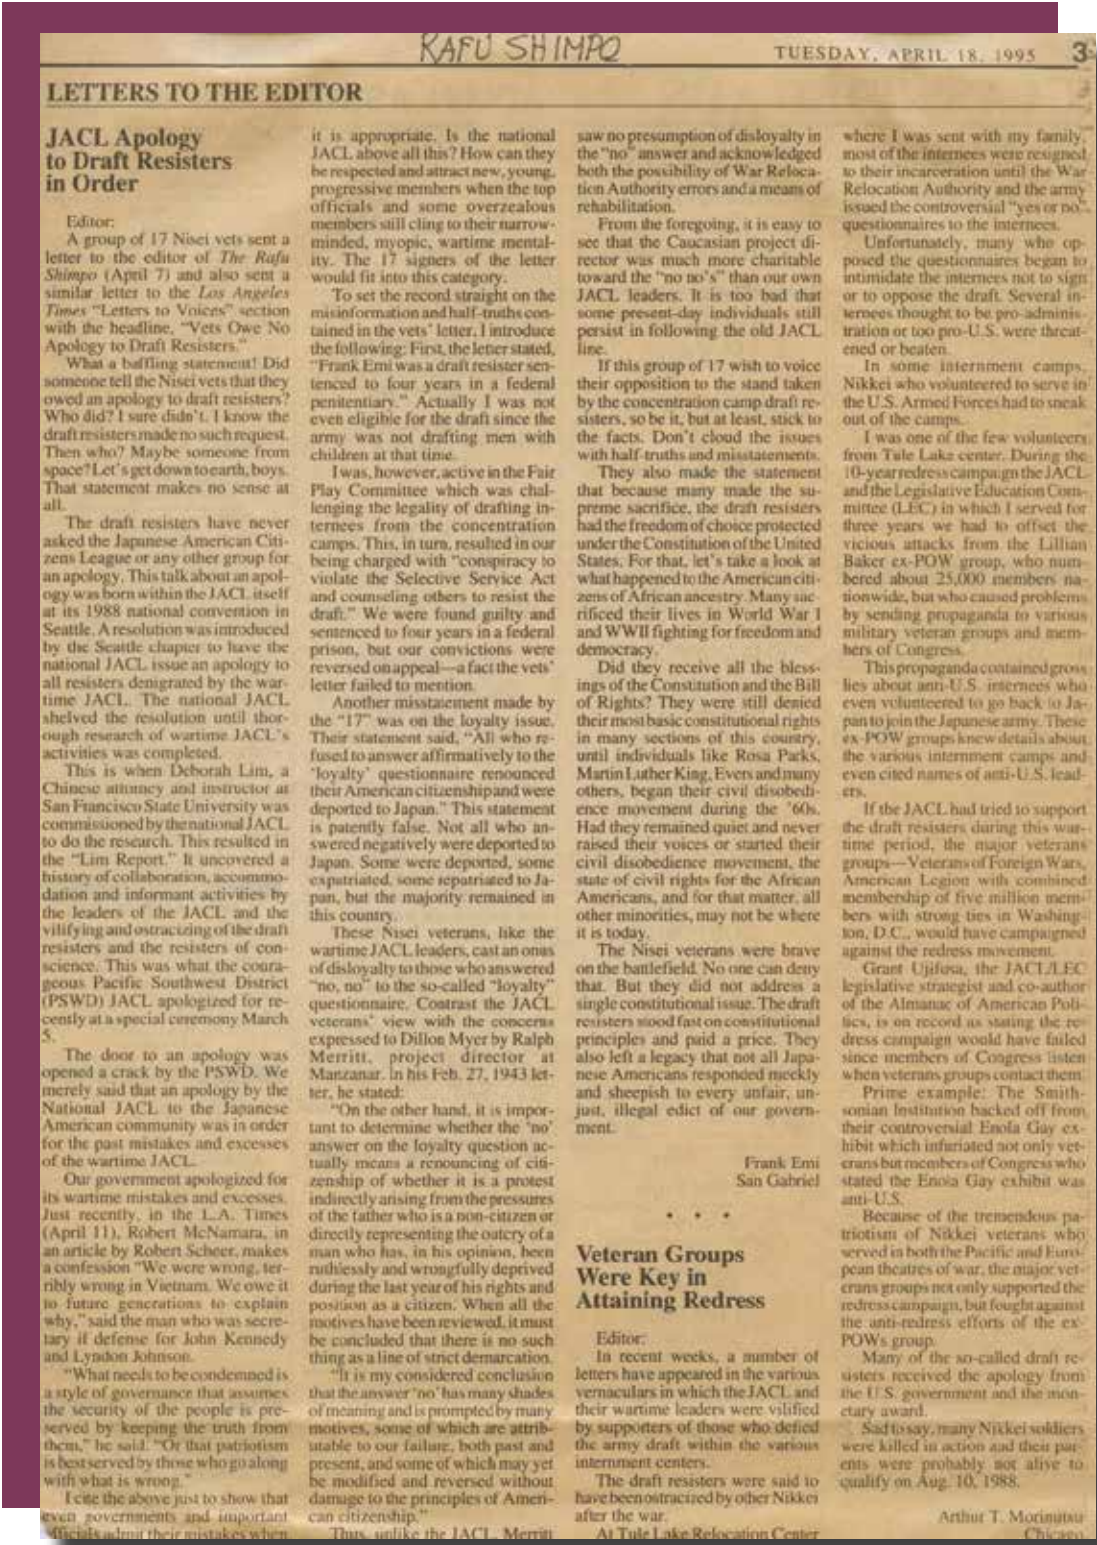 RAFU SHIMPO
TUESDAY, APRIL 18, 1995 3
LETTERS TO THE EDITOR
JACL Apology
to Draft Resisters
in Order
Editor:
A group of 17 Nisei vets sent a
letter to the editor of The Rafu
Shimpo (April 7) and also sent a
similar letter to the Los Angeles
Times "Letters to Voices" section
with the headline, "Vets Owe No
Apology to Draft Resisters."
What a baffling statement! Did
someone tell the Nisei vets that they
owed an apology to draft resisters?
Who did? I sure didn't. I know the
draft resisters made no such request.
Then who? Maybe someone from
space? Let's get down to earth, boys.
That statement makes no sense at
all.
The draft resisters have never
asked the Japanese American Citi-
zens League or any other group for
an apology. This talk about an apol-
ogy was born within the JACL itself
at its 1988 national convention in
Seattle. A resolution was introduced
by the Seattle chapter to have the
national JACL issue an apology to
all resisters denigrated by the war-
time JACL. The national JACL
shelved the resolution until thor-
ough research of wartime JACL's
activities was completed.
This is when Deborah Lim, a
Chinese attorney and instructor at
San Francisco State University was
commissioned by the national JACL
to do the research. This resulted in
the "Lim Report." It uncovered a
history of collaboration, accommo-
dation and informant activities by
the leaders of the JACL and the
vilifying and ostracizing of the draft
resisters and the resisters of con-
science. This was what the coura-
geous Pacific Southwest District
(PSWD) JACL apologized for re-
cently at a special ceremony March
5.
The door to an apology was
opened a crack by the PSWD. We
merely said that an apology by the
National JACL to the Japanese
American community was in order
for the past mistakes and excesses
of the wartime JACL.
Our government apologized for
its wartime mistakes and excesses.
Just recently, in the L.A. Times
(April 11), Robert McNamara, in
an article by Robert Scheer, makes
a confession "We were wrong, ter-
ribly wrong in Vietnam. We owe it
to future generations to explain
why," said the man who was secre-
tary if defense for John Kennedy
and Lyndon Johnson.
"What needs to be condemned is
a style of governance that assumes
the security of the people is pre-
served by keeping the truth from
them," he said. "Or that patriotism
is best served by those who go along
with what is wrong."
I cite the above just to show that
even governments and important
officials admit their mistakes when
it is appropriate. Is the national
JACL above all this? How can they
be respected and attract new, young,
progressive members when the top
officials and some overzealous
members still cling to their narrow-
minded, myopic, wartime mental-
ity. The 17 signers of the letter
would fit into this category.
To set the record straight on the
misinformation and half-truths con-
tained in the vets' letter, I introduce
the following: First, the letter stated,
"Frank Emi was a draft resister sen-
tenced to four years in a federal
penitentiary." Actually I was not
even eligible for the draft since the
army was not drafting men with
children at that time.
I was, however, active in the Fair
Play Committee which was chal-
lenging the legality of drafting in-
ternees from the concentration
camps. This, in turn, resulted in our
being charged with "conspiracy to
violate the Selective Service Act
and counseling others to resist the
draft." We were found guilty and
sentenced to four years in a federal
prison, but our convictions were
reversed on appeal—a fact the vets'
letter failed to mention.
Another misstatement made by
the "17" was on the loyalty issue.
Their statement said, "All who re-
fused to answer affirmatively to the
'loyalty' questionnaire renounced
their American citizenship and were
deported to Japan." This statement
is patently false. Not all who an-
swered negatively were deported to
Japan. Some were deported, some
expatriated, some repatriated to Ja-
pan, but the majority remained in
this country.
These Nisei veterans, like the
wartime JACL leaders, cast an onus
of disloyalty to those who answered
"no, no" to the so-called "loyalty"
questionnaire. Contrast the JACL
veterans' view with the concerns
expressed to Dillon Myer by Ralph
Merritt, project director at
Manzanar. In his Feb. 27, 1943 let-
ter, he stated:
"On the other hand, it is impor-
tant to determine whether the 'no'
answer on the loyalty question ac-
tually means a renouncing of citi-
zenship of whether it is a protest
indirectly arising from the pressures
of the father who is a non-citizen or
directly representing the outcry of a
man who has, in his opinion, been
ruthlessly and wrongfully deprived
during the last year of his rights and
position as a citizen. When all the
motives have been reviewed, it must
be concluded that there is no such
thing as a line of strict demarcation.
"It is my considered conclusion
that the answer 'no' has many shades
of meaning and is prompted by many
motives, some of which are attrib-
utable to our failure, both past and
present, and some of which may yet
be modified and reversed without
damage to the principles of Ameri-
can citizenship."
Thus, unlike the JACL, Merritt
saw no presumption of disloyalty in
the "no" answer and acknowledged
both the possibility of War Reloca-
tion Authority errors and a means of
rehabilitation.
From the foregoing, it is easy to
see that the Caucasian project di-
rector was much more charitable
toward the "no no's" than our own
JACL leaders. It is too bad that
some present-day individuals still
persist in following the old JACL
line.
If this group of 17 wish to voice
their opposition to the stand taken
by the concentration camp draft re-
sisters, so be it, but at least, stick to
the facts. Don't cloud the issues
with half-truths and misstatements.
They also made the statement
that because many made the su-
preme sacrifice, the draft resisters
had the freedom of choice protected
under the Constitution of the United
States. For that, let's take a look at
what happened to the American citi-
zens of African ancestry. Many sac-
rificed their lives in World War I
and WWII fighting for freedom and
democracy.
Did they receive all the bless-
ings of the Constitution and the Bill
of Rights? They were still denied
their most basic constitutional rights
in many sections of this country,
until individuals like Rosa Parks,
Martin Luther King, Evers and many
others, began their civil disobedi-
ence movement during the '60s.
Had they remained quiet and never
raised their voices or started their
civil disobedience movement, the
state of civil rights for the African
Americans, and for that matter, all
other minorities, may not be where
it is today.
The Nisei veterans were brave
on the battlefield. No one can deny
that. But they did not address a
single constitutional issue. The draft
resisters stood fast on constitutional
principles and paid a price. They
also left a legacy that not all Japa-
nese Americans responded meekly
and sheepish to every unfair, un-
just, illegal edict of our govern-
ment.
Frank Emi
San Gabriel
• • •
Veteran Groups
Were Key in
Attaining Redress
Editor:
In recent weeks, a number of
letters have appeared in the various
vernaculars in which the JACL and
their wartime leaders were vilified
by supporters of those who defied
the army draft within the various
internment centers.
The draft resisters were said to
have been ostracized by other Nikkei
after the war.
At Tule Lake Relocation Center
where I was sent with my family,
most of the internees were resigned
to their incarceration until the War
Relocation Authority and the army
issued the controversial "yes or no".
questionnaires to the internees.
Unfortunately, many who op-
posed the questionnaires began to
intimidate the internees not to sign
or to oppose the draft. Several in-
ternees thought to be pro-adminis-
tration or too pro-U.S. were threat-
ened or beaten.
In some internment camps,
Nikkei who volunteered to serve in
the U.S. Armed Forces had to sneak
out of the camps.
I was one of the few volunteers
from Tule Lake center. During the
10-year redress campaign the JACL
and the Legislative Education Com-
mittee (LEC) in which I served for
three years we had to offset the
vicious attacks from the Lillian
Baker ex-POW group, who num-
bered about 25,000 members na-
tionwide, but who caused problems
by sending propaganda to various
military veteran groups and mem-
bers of Congress.
This propaganda contained gross
lies about anti-U.S. internees who
even volunteered to go back to Ja-
pan to join the Japanese army. These
ex-POW groups knew details about
the various internment camps and
even cited names of anti-U.S. lead-
ers.
If the JACL had tried to support
the draft resisters during this war-
time period, the major veterans
groups—Veterans of Foreign Wars,
American Legion with combined
membership of five million mem-
bers with strong ties in Washing-
ton, D.C., would have campaigned
against the redress movement.
Grant Ujifusa, the JACL/LEC
legislative strategist and co-author
of the Almanac of American Poli-
tics, is on record as stating the re-
dress campaign would have failed
since members of Congress listen
when veterans groups contact them.
Prime example: The Smith-
sonian Institution backed off from
their controversial Enola Gay ex-
hibit which infuriated not only vet-
erans but members of Congress who
stated the Enola Gay exhibit was
anti-U.S.
Because of the tremendous pa-
triotism of Nikkei veterans who
served in both the Pacific and Euro-
pean theatres of war, the major vet-
erans groups not only supported the
redress campaign, but fought against
the anti-redress efforts of the ex-
POWs group.
Many of the so-called draft re-
sisters received the apology from
the U.S. government and the mon-
etary award.
Sad to say, many Nikkei soldiers
were killed in action and their par-
ents were probably not alive to
qualify on Aug. 10, 1988.
Arthur T. Morimitsu
Chicago